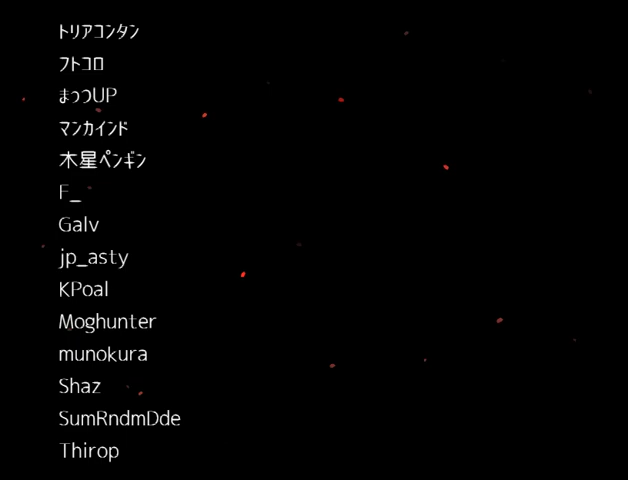 トリアコンタン
フトコロ
まっつUP
マンカインド
木星ペンギン
F_
Galv
jp_asty
KPoal
Moghunter
munokura
Shaz
SumRndmDde
Thirop